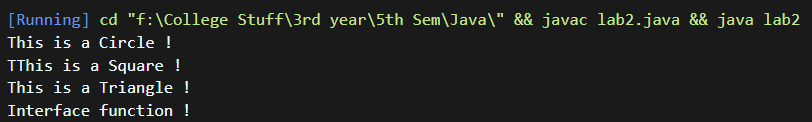 [Running] cd "f:\College Stuff\3rd year\5th Sem\Java\" && javac lab2.java && java lab2
This is a Circle !
TThis is a Square !
This is a Triangle !
Interface function !